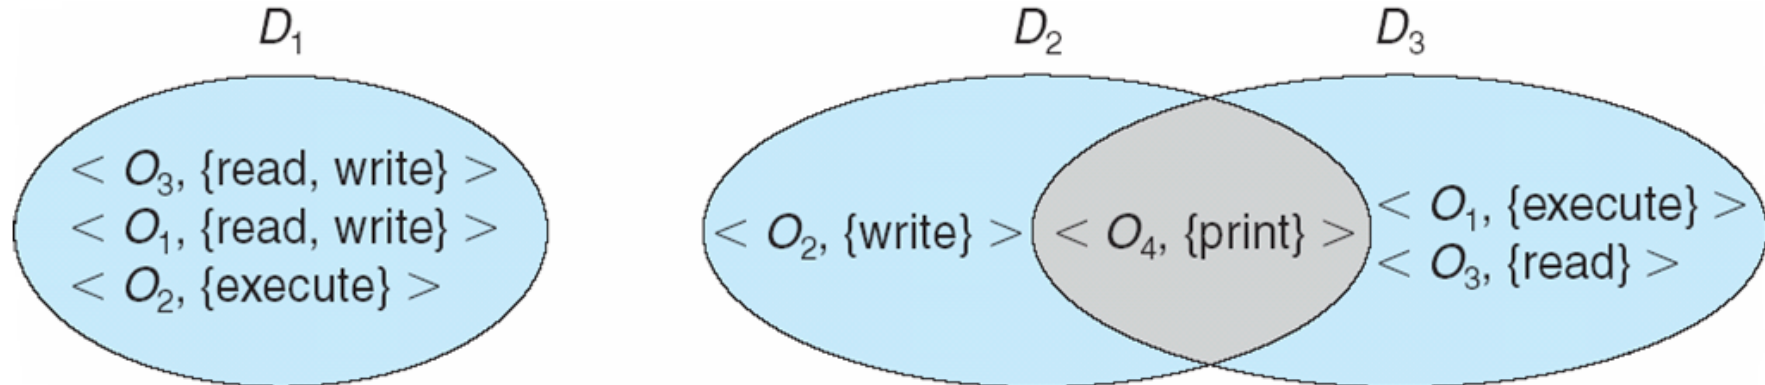 D₁
D₂
D₃
< O₃, {read, write} >
< O₁, {read, write} >
< O₂, {execute} >
< O₂, {write} >
< O₄, {print} >
< O₁, {execute} >
< O₃, {read} >